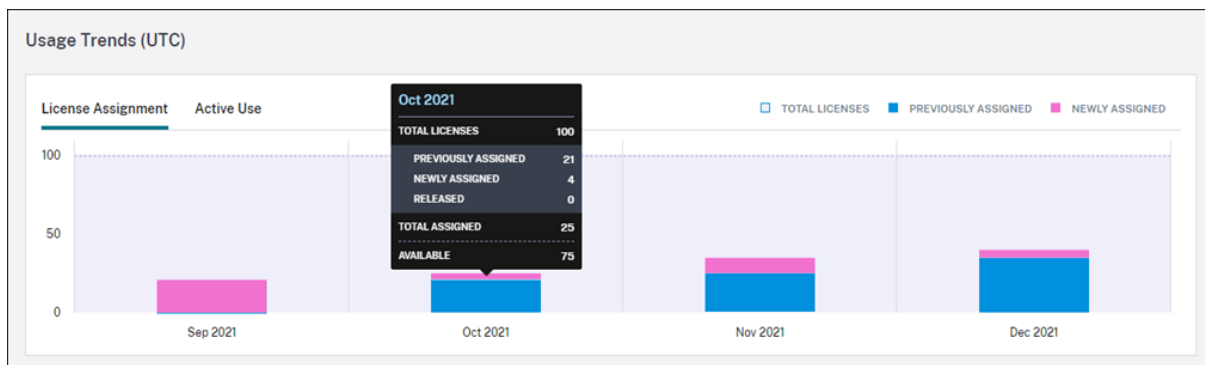 Usage Trends (UTC)
License Assignment Active Use
TOTAL LICENSES PREVIOUSLY ASSIGNED NEWLY ASSIGNED
Oct 2021
TOTAL LICENSES 100
PREVIOUSLY ASSIGNED 21
NEWLY ASSIGNED 4
RELEASED 0
TOTAL ASSIGNED 25
AVAILABLE 75
100
50
0
Sep 2021 Oct 2021 Nov 2021 Dec 2021